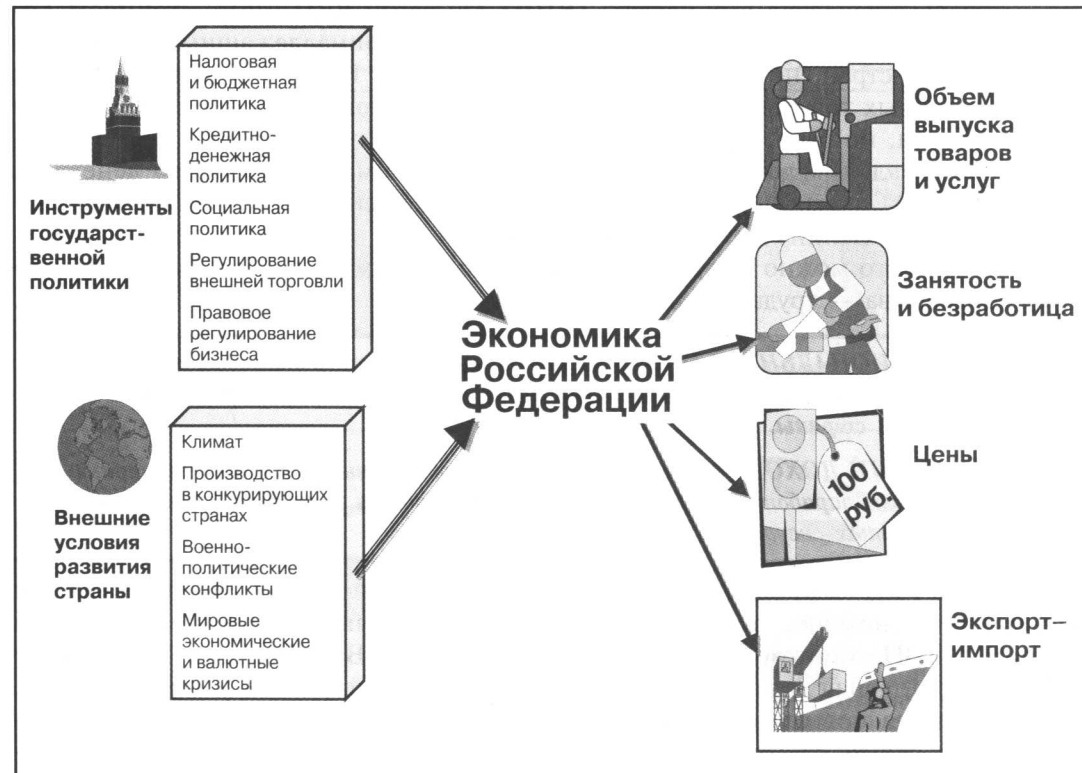 Инструменты
государст-
венной
политики
Налоговая
и бюджетная
политика
Кредитно-
денежная
политика
Социальная
политика
Регулирование
внешней торговли
Правовое
регулирование
бизнеса
Внешние
условия
развития
страны
Климат
Производство
в конкурирующих
странах
Военно-
политические
конфликты
Мировые
экономические
и валютные
кризисы
Экономика
Российской
Федерации
Объем
выпуска
товаров
и услуг
Занятость
и безработица
100
руб.
Цены
Экспорт–
импорт